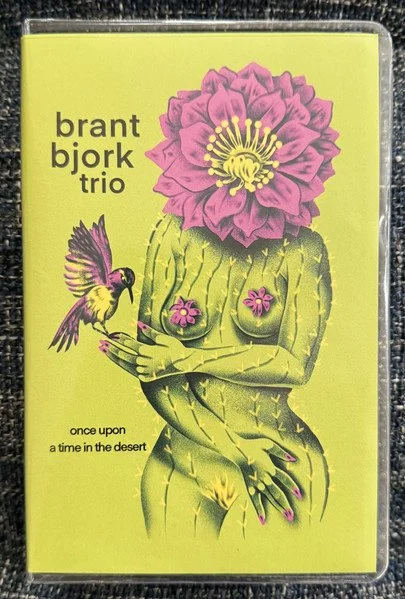 brant
bjork
trio
once upon
a time in the desert